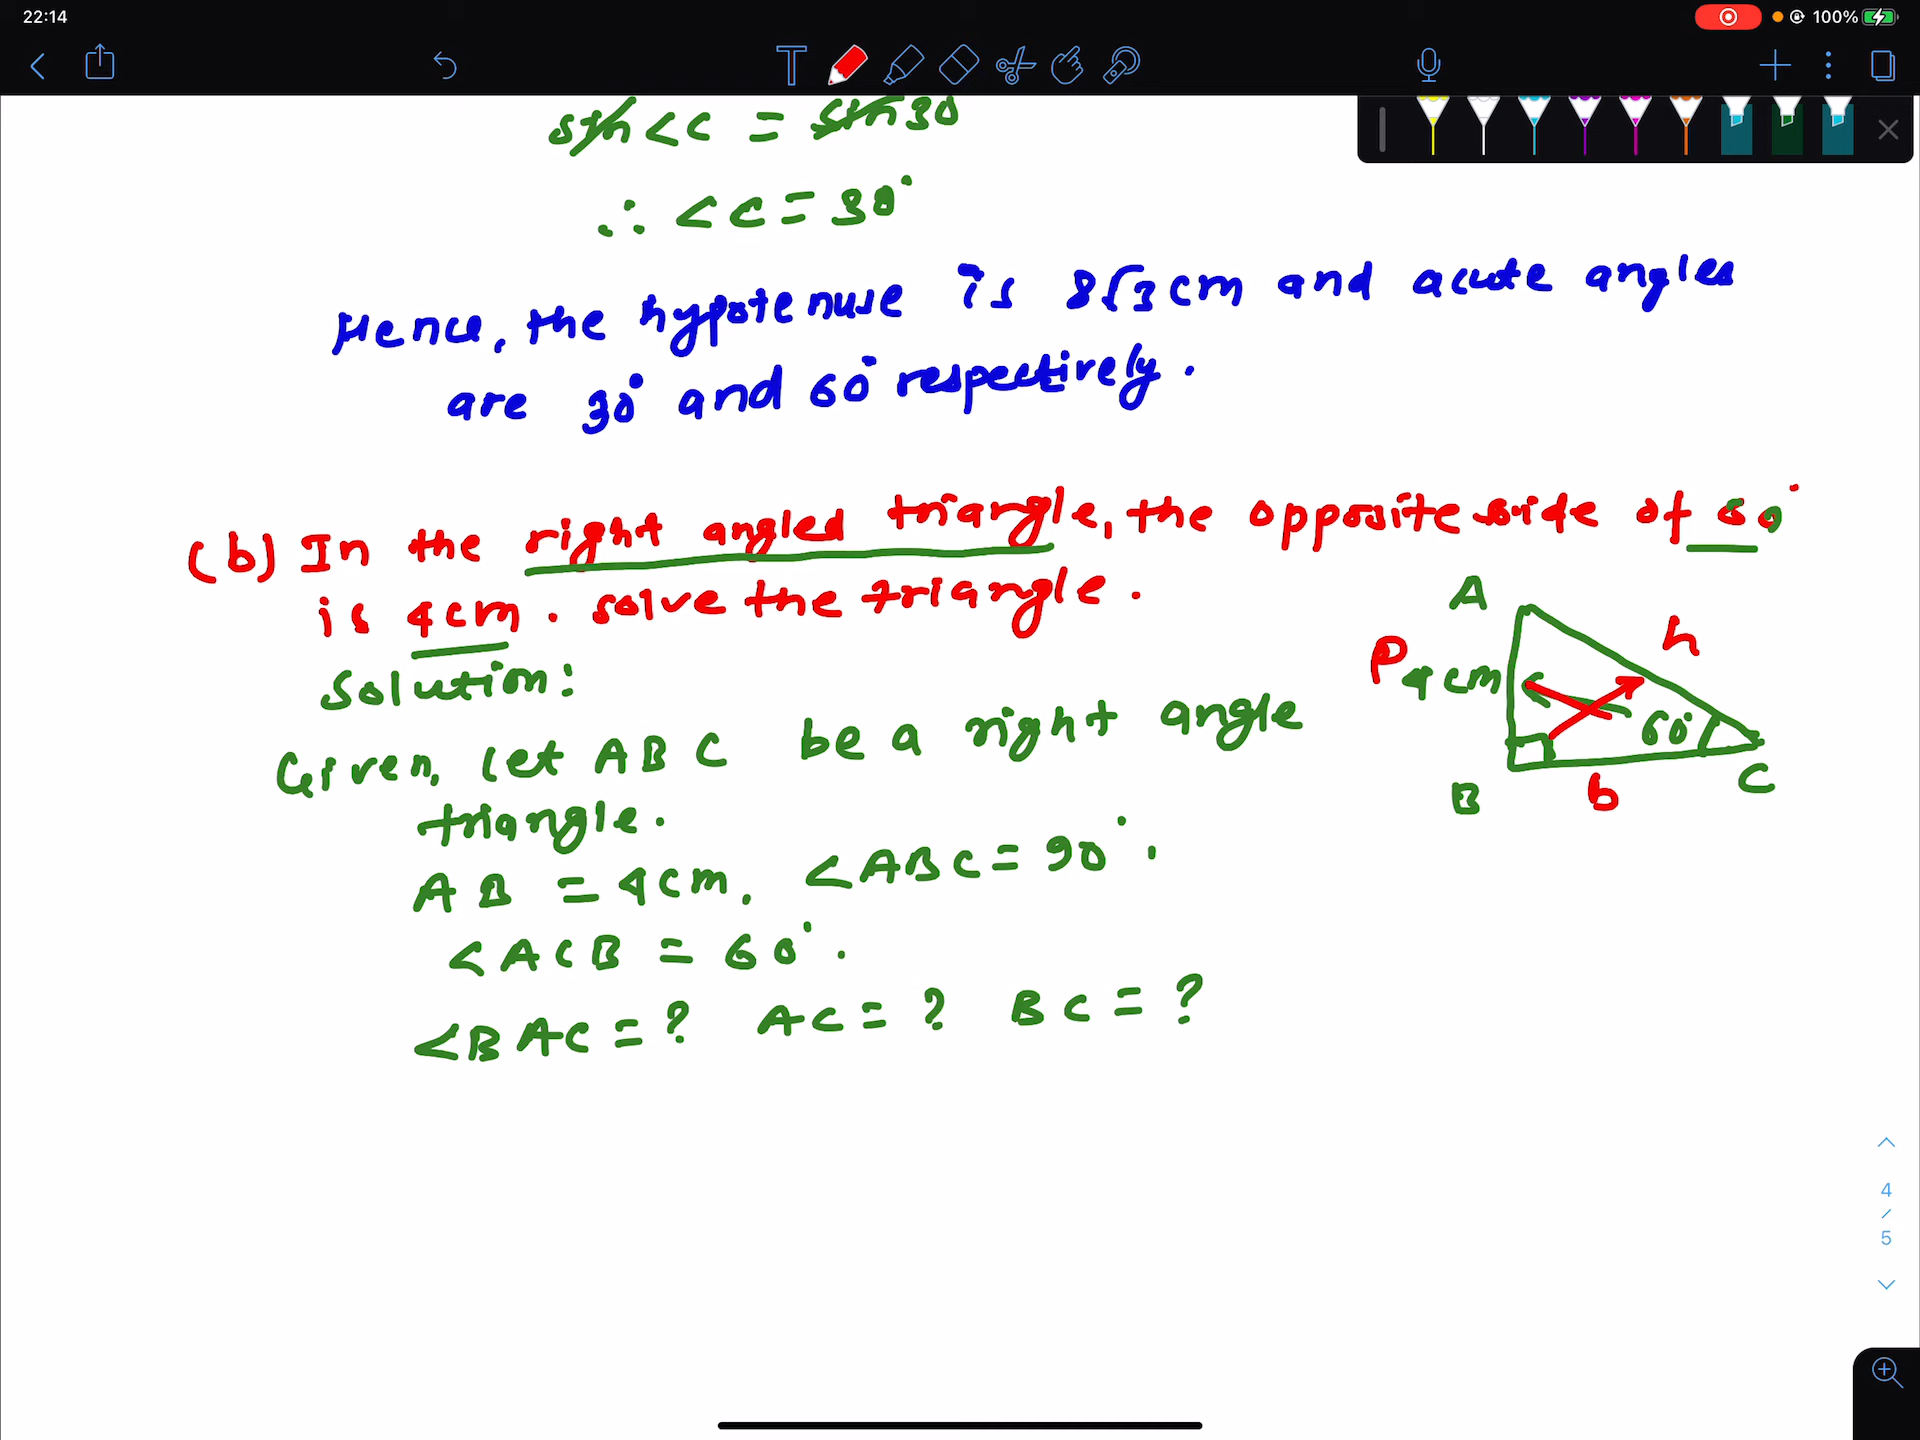 22:14
100%
sin <C = sin 30
∴ <C = 30°
Hence, the hypotenuse is 8√3 cm and acute angles
are 30° and 60° respectively.
(b) In the right angled triangle, the opposite side of 60°
is 4cm. solve the triangle.
Solution:
Given, Let ABC be a right angle
triangle.
AB = 4cm, <ABC = 90°.
<ACB = 60°.
<BAC = ? AC = ? BC = ?
A
h
P
4cm
60°
B
b
C
4
/
5